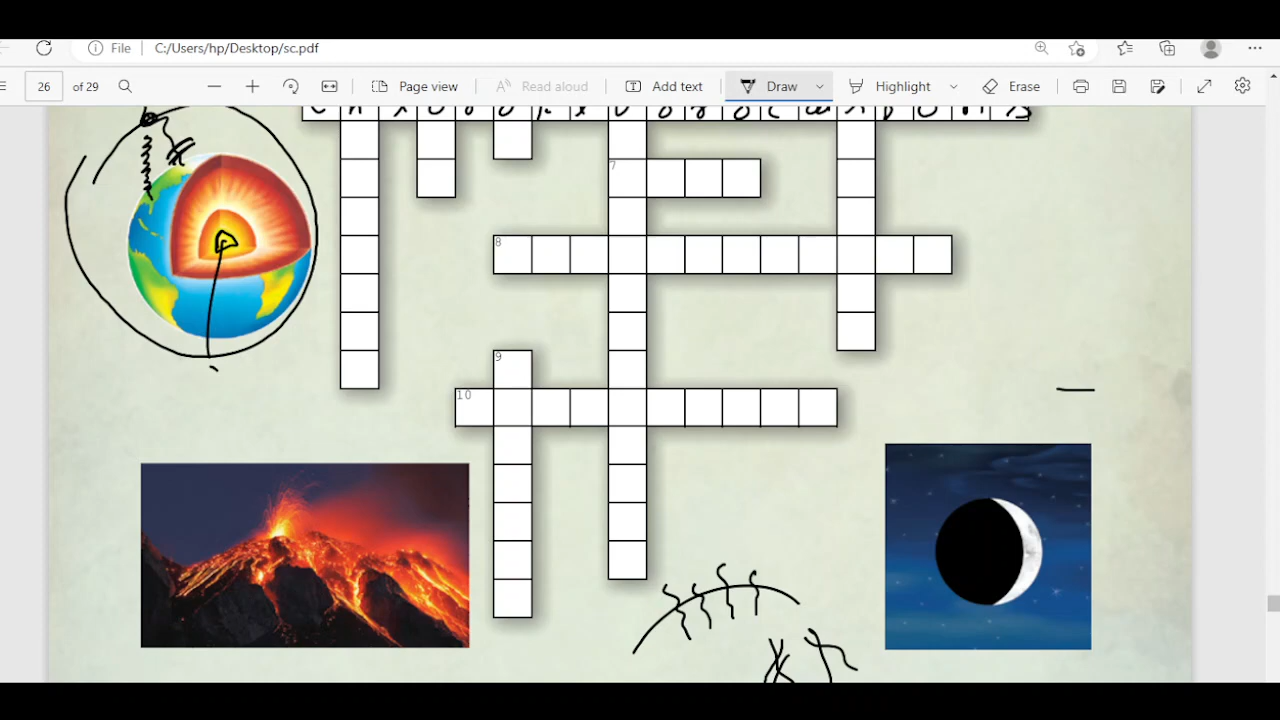 File C:/Users/hp/Desktop/sc.pdf
26 of 29 Page view Read aloud Add text Draw Highlight Erase
7
8
9
10